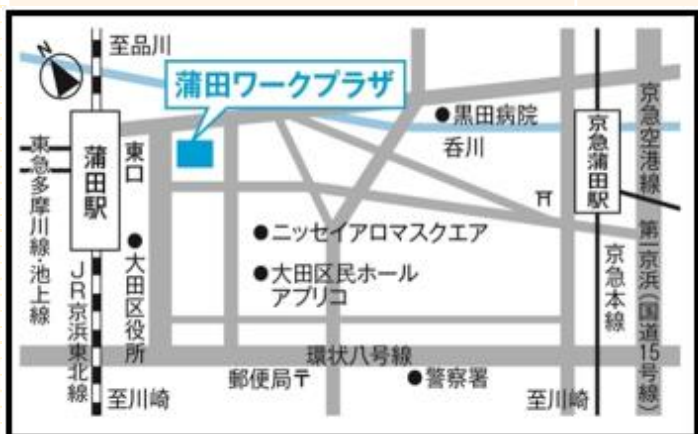 N
至品川
蒲田ワークプラザ
黒田病院
呑川
京急空港線
京急蒲田駅
東急多摩川線・池上線
蒲田駅
東口
ニッセイアロマスクエア
大田区民ホール
アプリコ
大田区役所
JR京浜東北線
京急本線
第一京浜(国道15号線)
環状八号線
郵便局〒
警察署
至川崎
至川崎